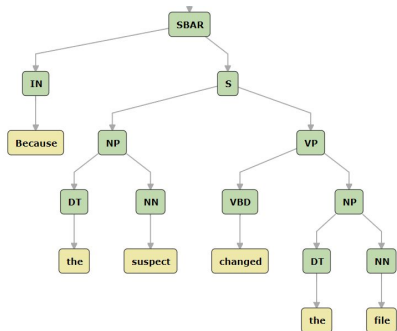 SBAR
IN S
Because NP VP
DT NN VBD NP
the suspect changed DT NN
the file